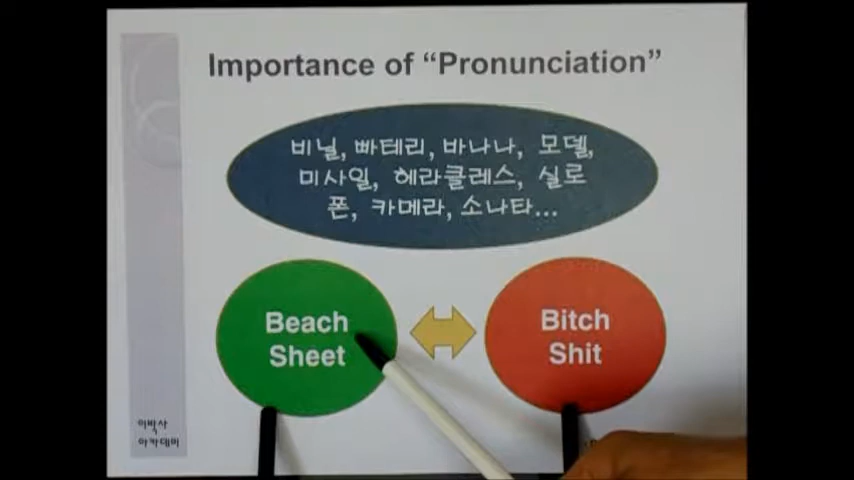 Importance of “Pronunciation”
비닐, 빠테리, 바나나, 모델,
미사일, 헤라클레스, 실로
폰, 카메라, 소나타...
Beach
Sheet
Bitch
Shit
이박사
아카데미